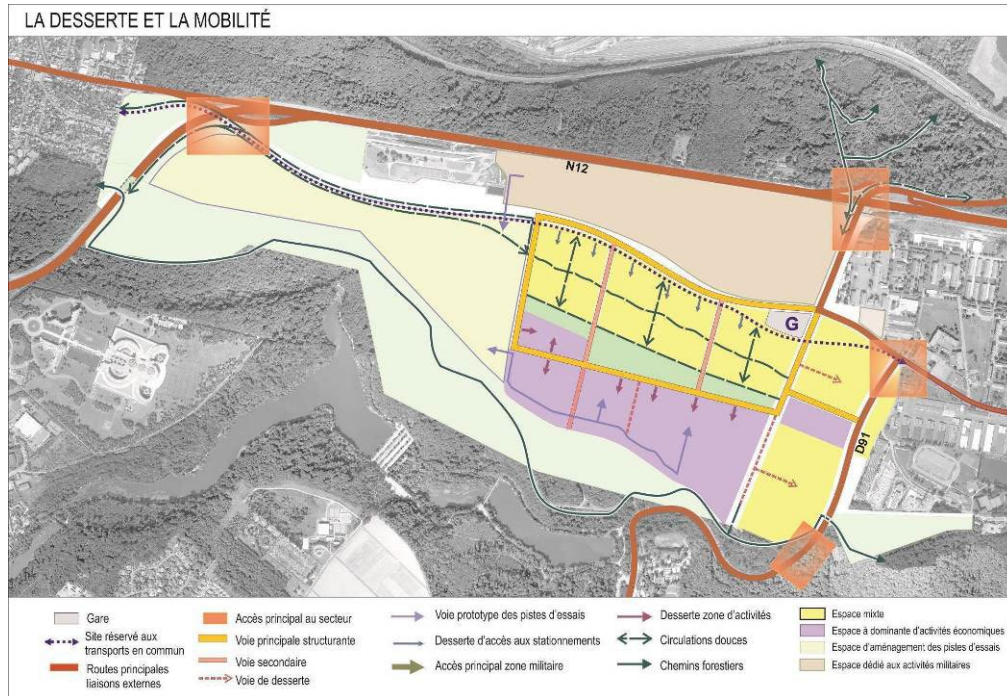 LA DESSERTE ET LA MOBILITÉ
N12
G
D91
Gare
Site réservé aux
transports en commun
Routes principales
liaisons externes
Accès principal au secteur
Voie principale structurante
Voie secondaire
Voie de desserte
Voie prototype des pistes d'essais
Desserte d'accès aux stationnements
Accès principal zone militaire
Desserte zone d'activités
Circulations douces
Chemins forestiers
Espace mixte
Espace à dominante d'activités économiques
Espace d'aménagement des pistes d'essais
Espace dédié aux activités militaires